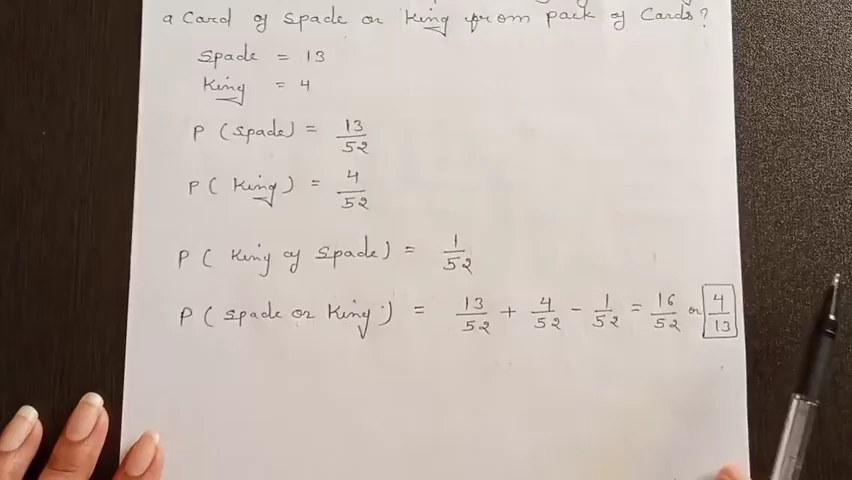 a Card of Spade or King from pack of Cards?
Spade = 13
King = 4
P (Spade) = 13/52
P ( King ) = 4/52
P ( King of Spade) = 1/52
P ( Spade or King ) = 13/52 + 4/52 - 1/52 = 16/52 or 4/13